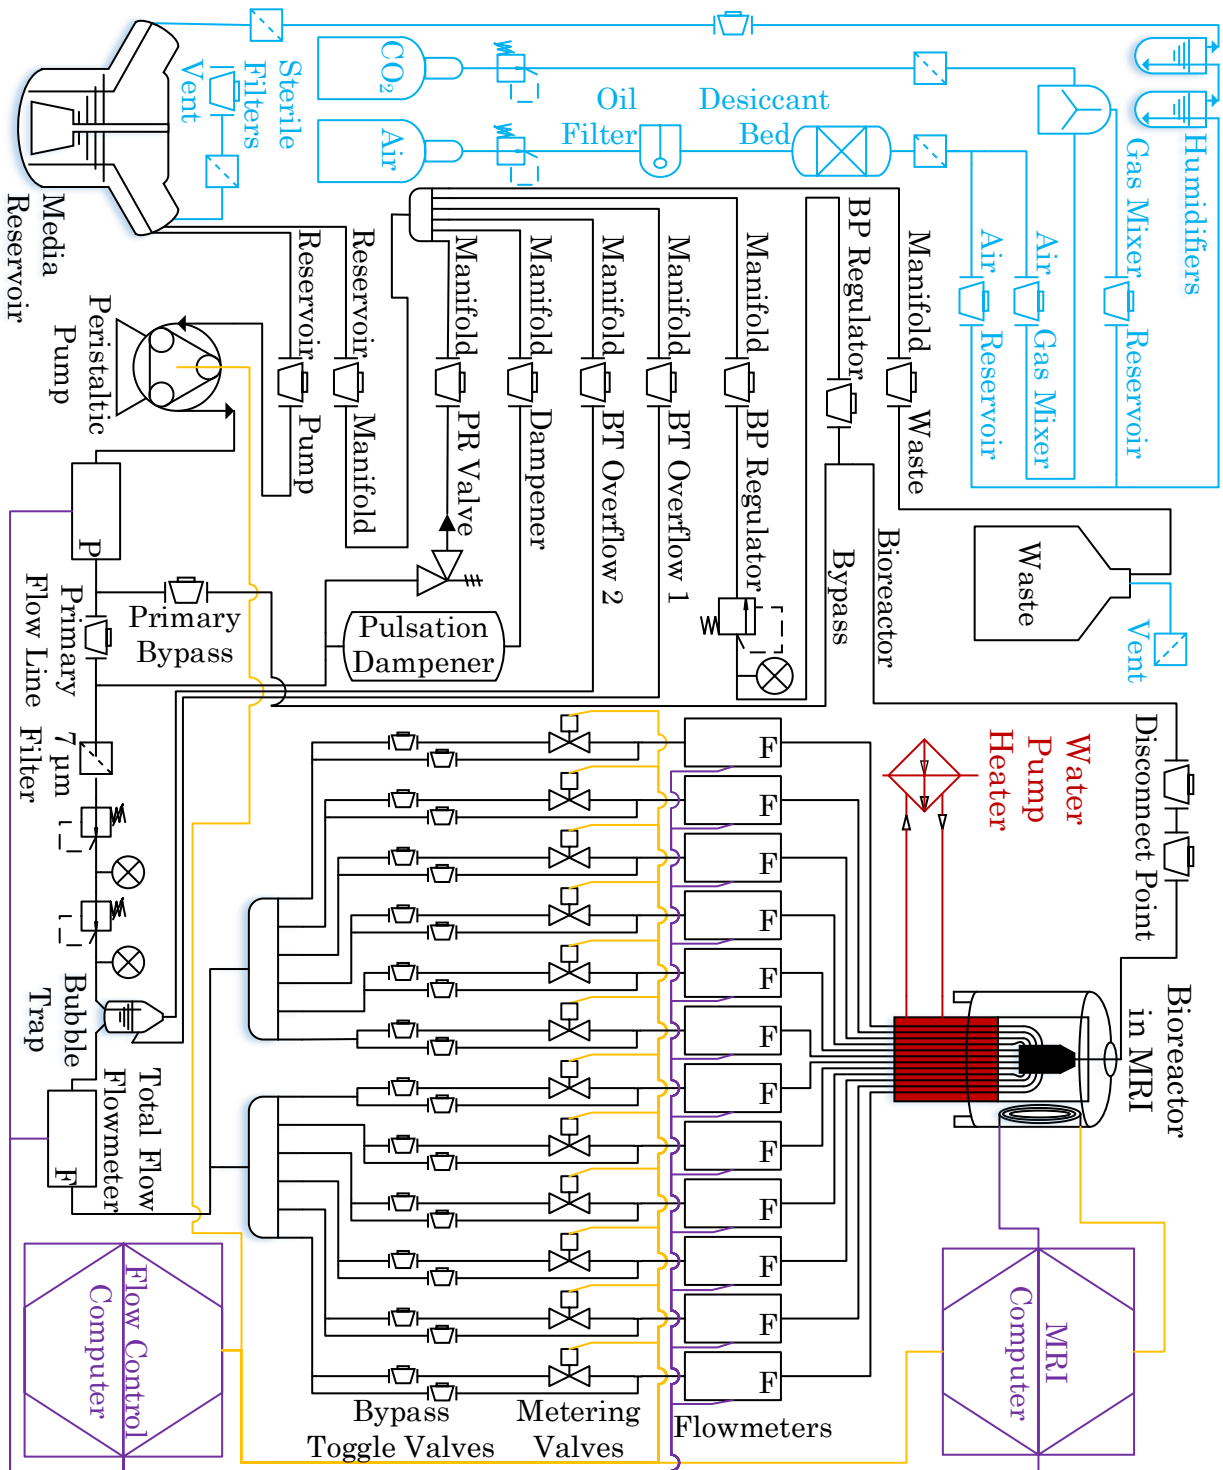 CO₂
Air
Oil
Filter
Desiccant
Bed
Humidifiers
Gas Mixer
Reservoir
Air
Gas Mixer
Air
Reservoir
Sterile
Filters
Vent
Media
Reservoir
Reservoir
Pump
Reservoir
Manifold
Manifold
PR Valve
Manifold
Dampener
Manifold
BT Overflow 2
Manifold
BT Overflow 1
Manifold
BP Regulator
BP Regulator
Bypass
Bioreactor
Manifold
Waste
Waste
Vent
Peristaltic
Pump
P
Primary
Flow Line
Primary
Bypass
Pulsation
Dampener
7 μm
Filter
Bubble
Trap
Total Flow
Flowmeter
F
Water
Pump
Heater
Disconnect Point
Bioreactor
in MRI
F
F
F
F
F
F
F
F
F
F
F
F
Flow Control
Computer
Bypass
Toggle Valves
Metering
Valves
Flowmeters
MRI
Computer